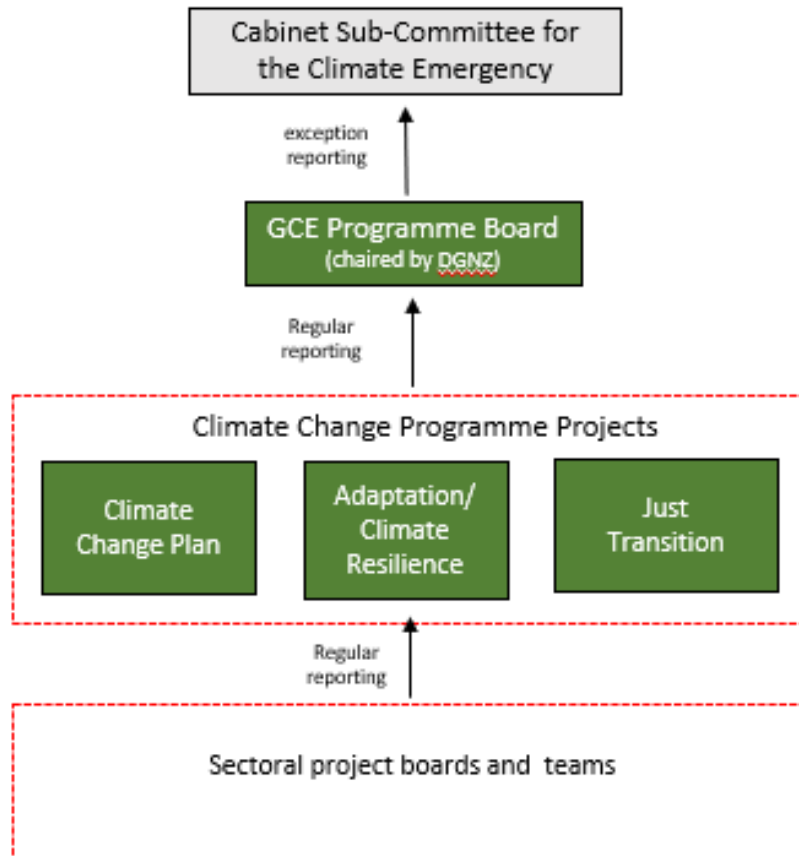 Cabinet Sub-Committee for
the Climate Emergency
exception
reporting
GCE Programme Board
(chaired by DGNZ)
Regular
reporting
Climate Change Programme Projects
Climate
Change Plan
Adaptation/
Climate
Resilience
Just
Transition
Regular
reporting
Sectoral project boards and  teams